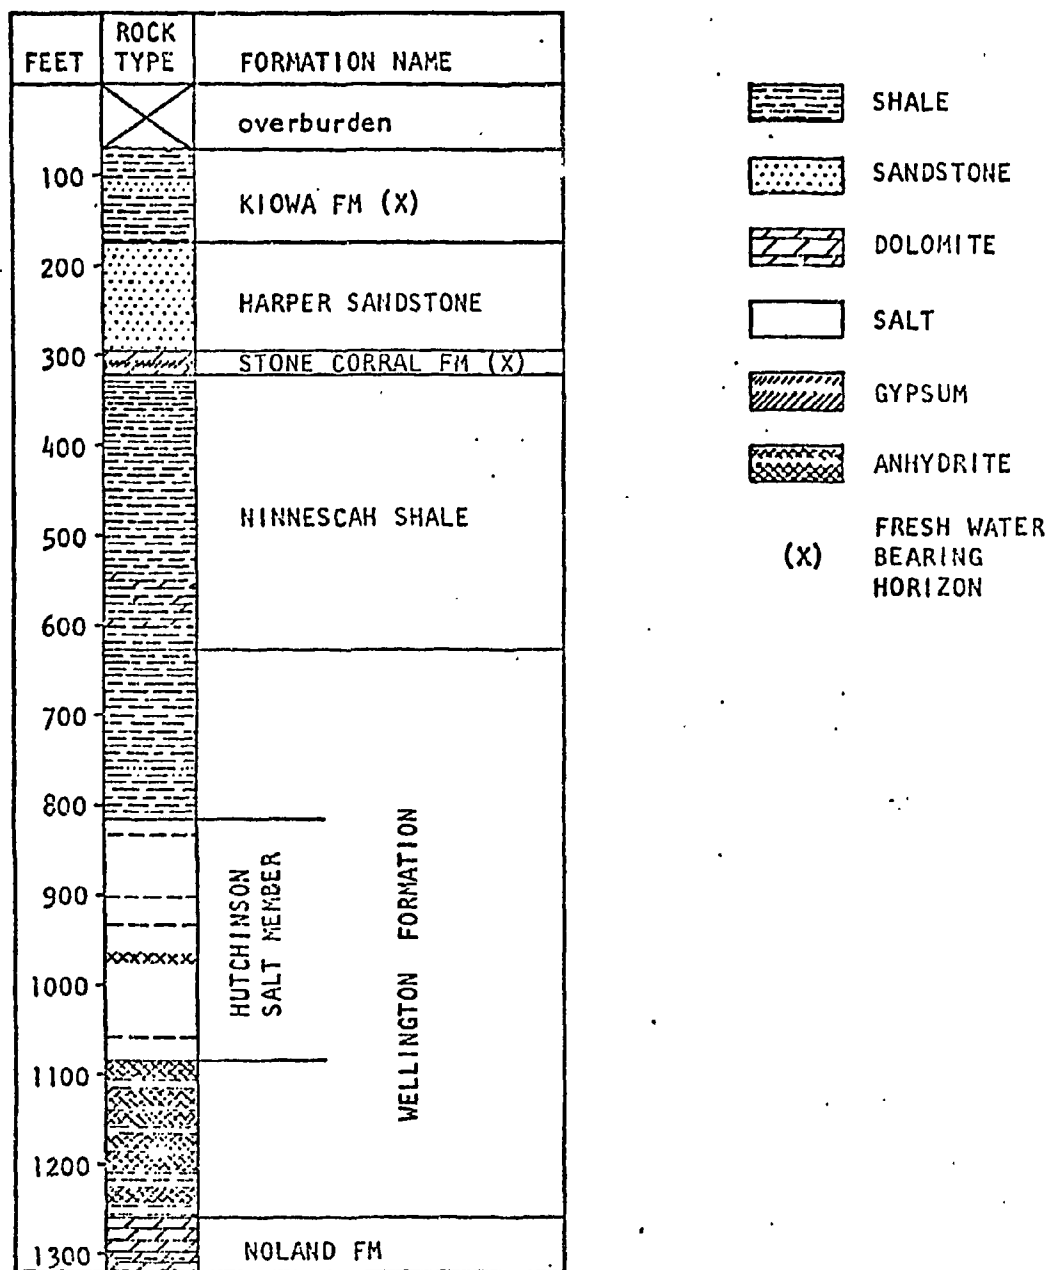 FEET
ROCK
TYPE
FORMATION NAME
overburden
100
KIOWA FM (X)
200
HARPER SANDSTONE
300
STONE CORRAL FM (X)
400
NINNESCAH SHALE
500
600
700
800
900
HUTCHINSON
SALT MEMBER
WELLINGTON FORMATION
1000
1100
1200
1300
NOLAND FM
SHALE
SANDSTONE
DOLOMITE
SALT
GYPSUM
ANHYDRITE
(X)
FRESH WATER
BEARING
HORIZON